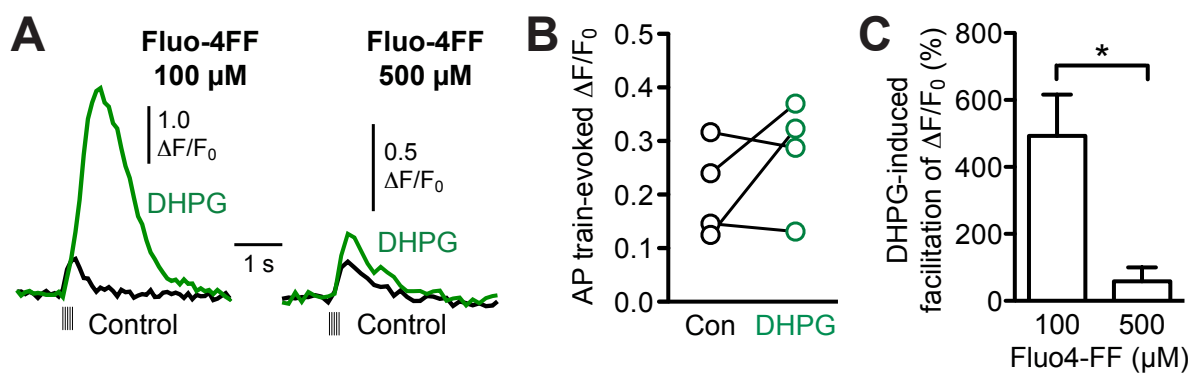 A
Fluo-4FF
100 µM
1.0
ΔF/F0
DHPG
Control
1 s
Fluo-4FF
500 µM
0.5
ΔF/F0
DHPG
Control
B
AP train-evoked ΔF/F0
0.5
0.4
0.3
0.2
0.1
0.0
Con
DHPG
C
DHPG-induced
facilitation of ΔF/F0 (%)
800
600
400
200
0
*
100
500
Fluo4-FF (µM)